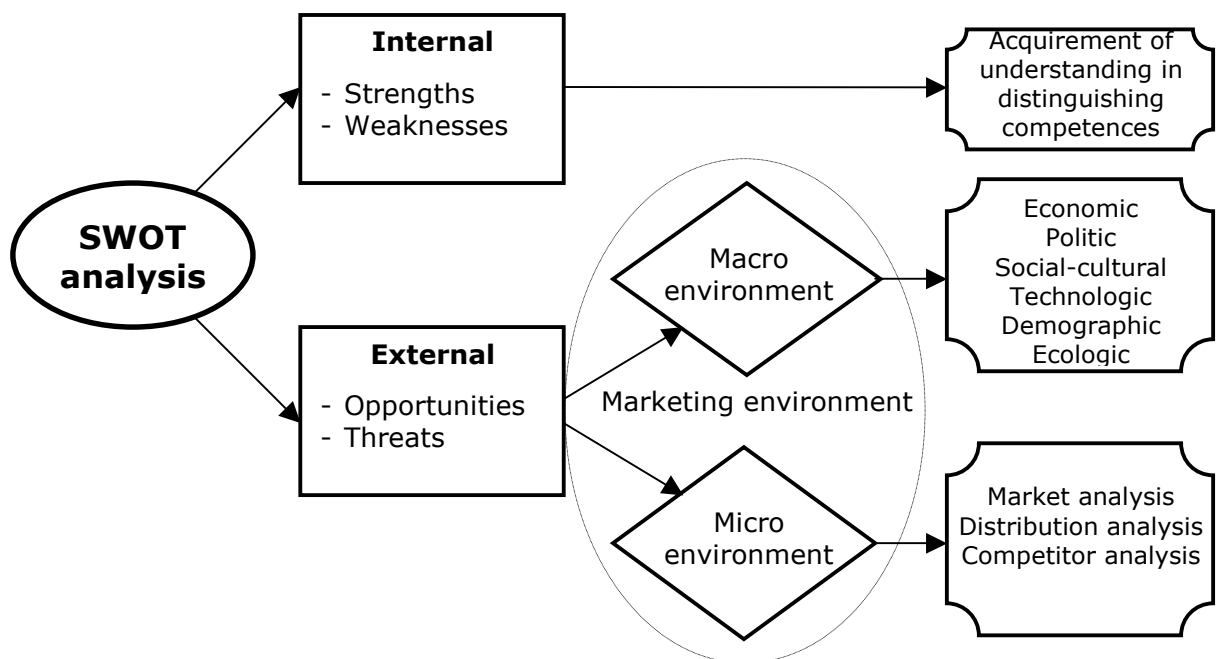 Internal
- Strengths
- Weaknesses
Acquirement of
understanding in
distinguishing
competences
SWOT
analysis
External
- Opportunities
- Threats
Macro
environment
Economic
Politic
Social-cultural
Technologic
Demographic
Ecologic
Marketing environment
Micro
environment
Market analysis
Distribution analysis
Competitor analysis